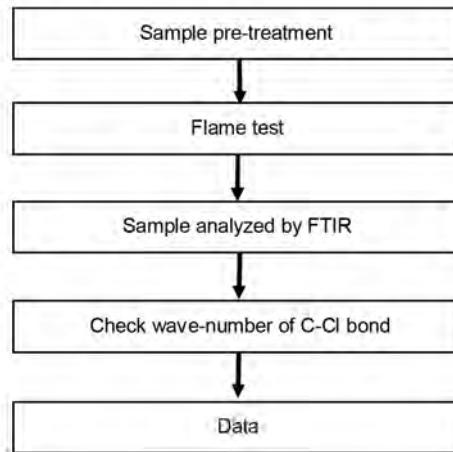 Sample pre-treatment
Flame test
Sample analyzed by FTIR
Check wave-number of C-Cl bond
Data